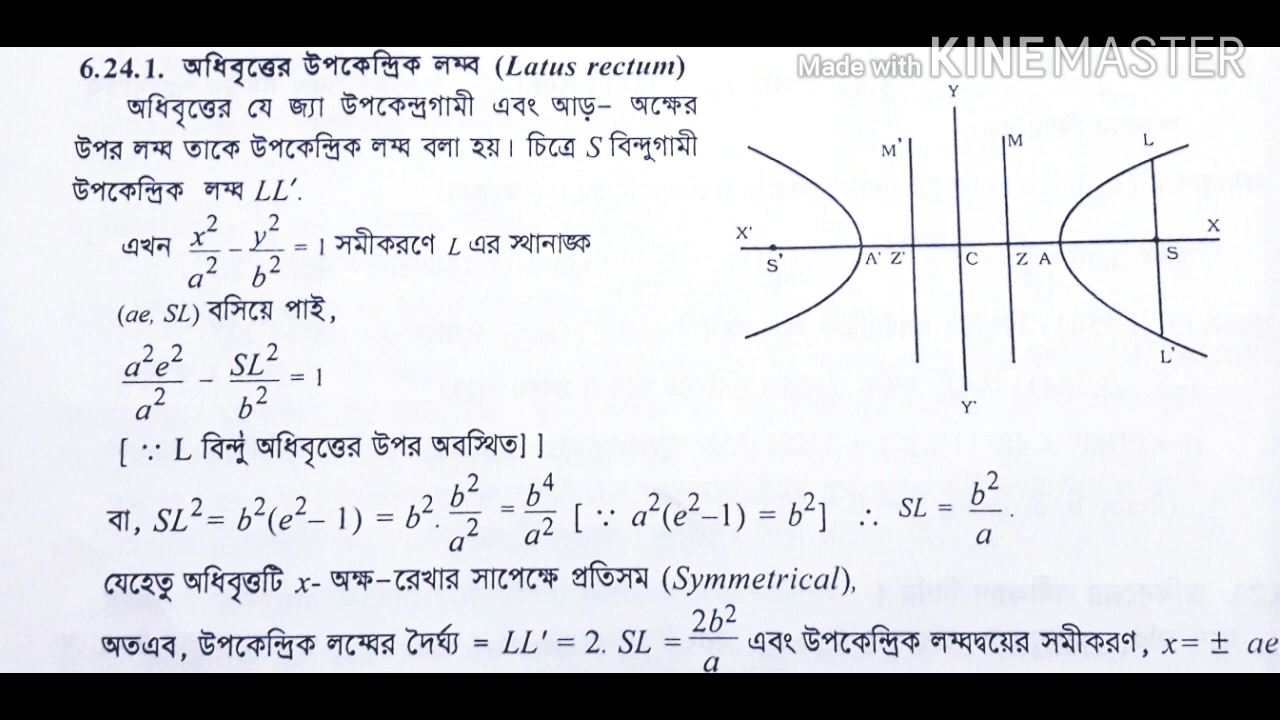 Made with KINEMASTER
6.24.1. অধিবৃত্তের উপকেন্দ্রিক লম্ব (Latus rectum)
অধিবৃত্তের যে জ্যা উপকেন্দ্রগামী এবং আড়– অক্ষের
উপর লম্ব তাকে উপকেন্দ্রিক লম্ব বলা হয়। চিত্রে S বিন্দুগামী
উপকেন্দ্রিক লম্ব LL′.
এখন x²/a² – y²/b² = 1 সমীকরণে L এর স্থানাঙ্ক
(ae, SL) বসিয়ে পাই,
a²e²/a² – SL²/b² = 1
[ ∵ L বিন্দু অধিবৃত্তের উপর অবস্থিত] ]
বা, SL² = b²(e²– 1) = b². b²/a² = b⁴/a² [ ∵ a²(e²–1) = b²] ∴ SL = b²/a
যেহেতু অধিবৃত্তটি x- অক্ষ–রেখার সাপেক্ষে প্রতিসম (Symmetrical),
অতএব, উপকেন্দ্রিক লম্বের দৈর্ঘ্য = LL′ = 2. SL = 2b²/a এবং উপকেন্দ্রিক লম্বদ্বয়ের সমীকরণ, x = ± ae
Y
M' M L
X' X
S' A' Z' C Z A S
L'
Y'